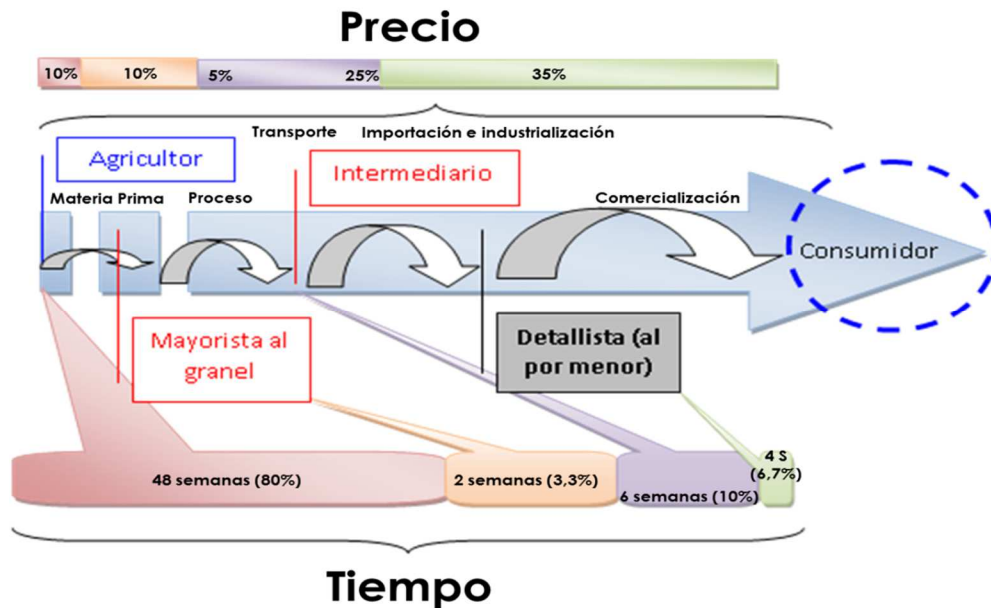 Precio
10% 10% 5% 25% 35%
Transporte Importación e industrialización
Agricultor
Intermediario
Materia Prima Proceso
Comercialización
Consumidor
Mayorista al
granel
Detallista (al
por menor)
48 semanas (80%) 2 semanas (3,3%) 6 semanas (10%)
4 S
(6,7%)
Tiempo